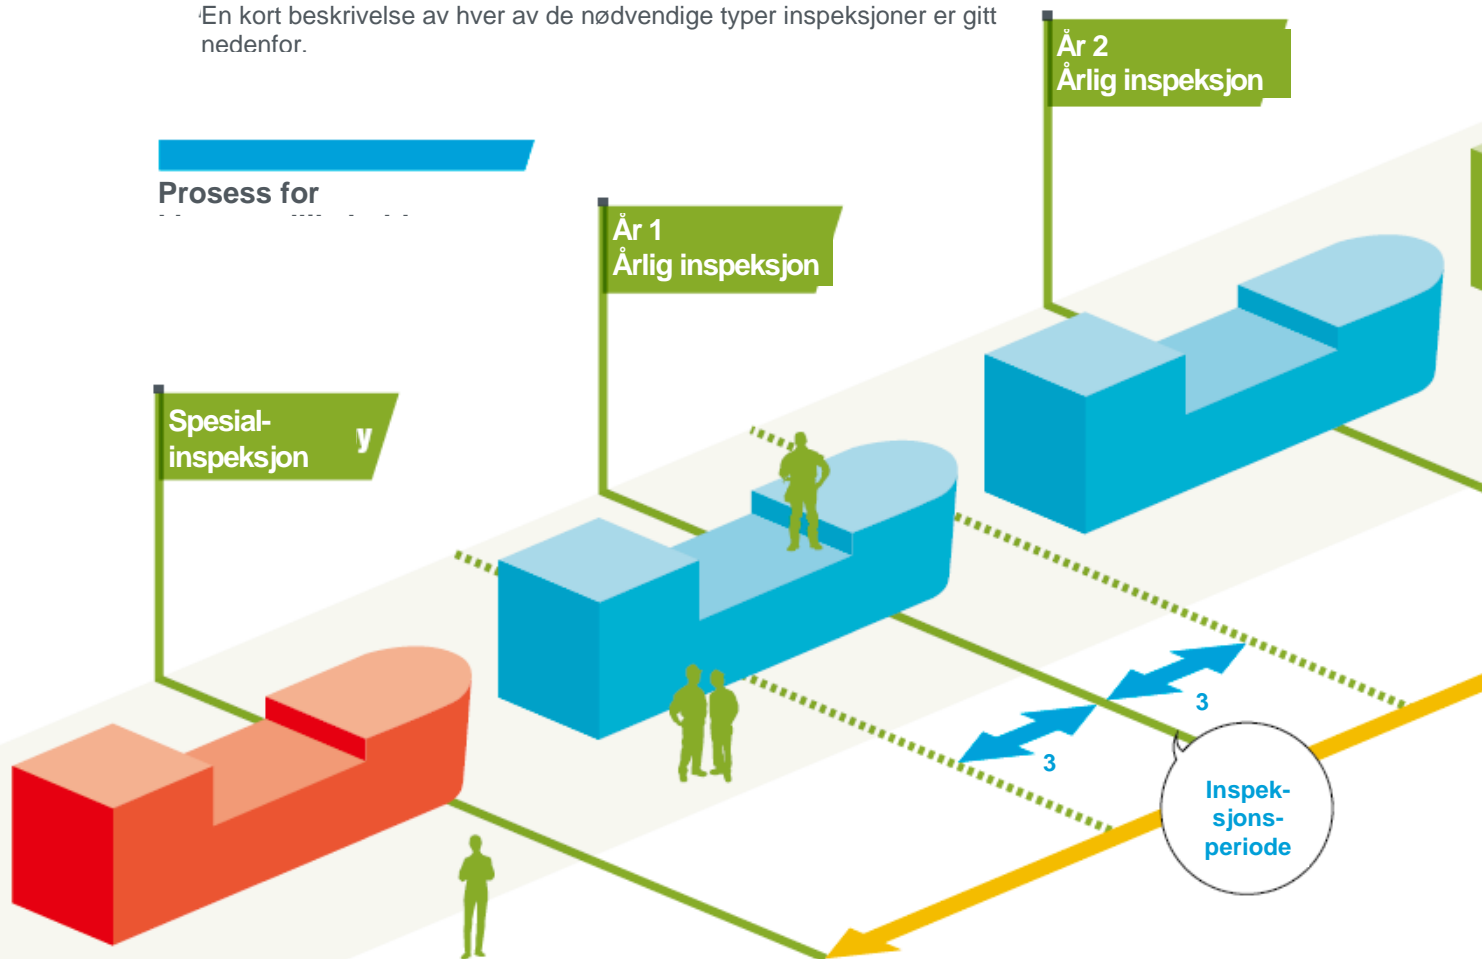 En kort beskrivelse av hver av de nødvendige typer inspeksjoner er gitt
nedenfor.
År 2
Årlig inspeksjon
Prosess for
År 1
Årlig inspeksjon
Spesial-
inspeksjon
y
3
3
Inspek-
sjons-
periode